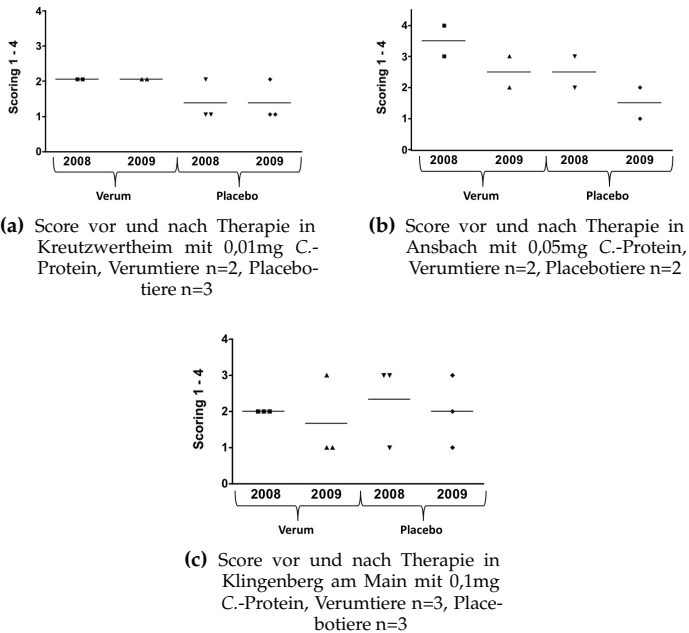 Scoring 1 - 4
4
3
2
1
0
2008 2009 2008 2009
Verum Placebo
(a) Score vor und nach Therapie in
Kreutzwertheim mit 0,01mg C.-
Protein, Verumtiere n=2, Placebo-
tiere n=3
Scoring 1 - 4
4
3
2
1
0
2008 2009 2008 2009
Verum Placebo
(b) Score vor und nach Therapie in
Ansbach mit 0,05mg C.-Protein,
Verumtiere n=2, Placebotiere n=2
Scoring 1 - 4
4
3
2
1
0
2008 2009 2008 2009
Verum Placebo
(c) Score vor und nach Therapie in
Klingenberg am Main mit 0,1mg
C.-Protein, Verumtiere n=3, Place-
botiere n=3